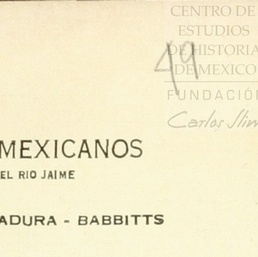 CENTRO DE
ESTUDIOS
DE HISTORIA
DE MEXICO
49
FUNDACIÓN
Carlos Slim
MEXICANOS
EL RIO JAIME
ADURA - BABBITTS